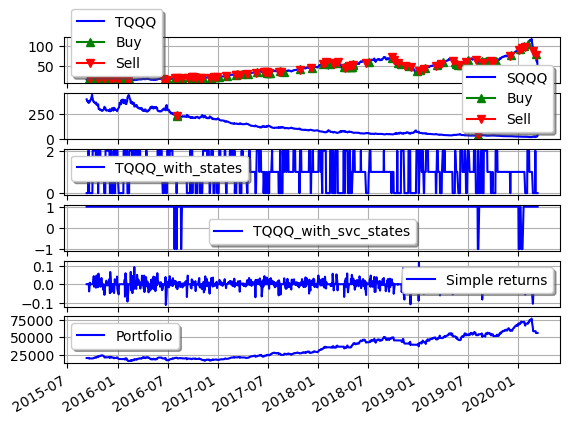 TQQQ
Buy
Sell
100
50
SQQQ
Buy
Sell
250
0
2
TQQQ_with_states
0
1
0
TQQQ_with_svc_states
−1
0.1
Simple returns
0.0
−0.1
75000
Portfolio
50000
25000
2015-07
2016-01
2016-07
2017-01
2017-07
2018-01
2018-07
2019-01
2019-07
2020-01